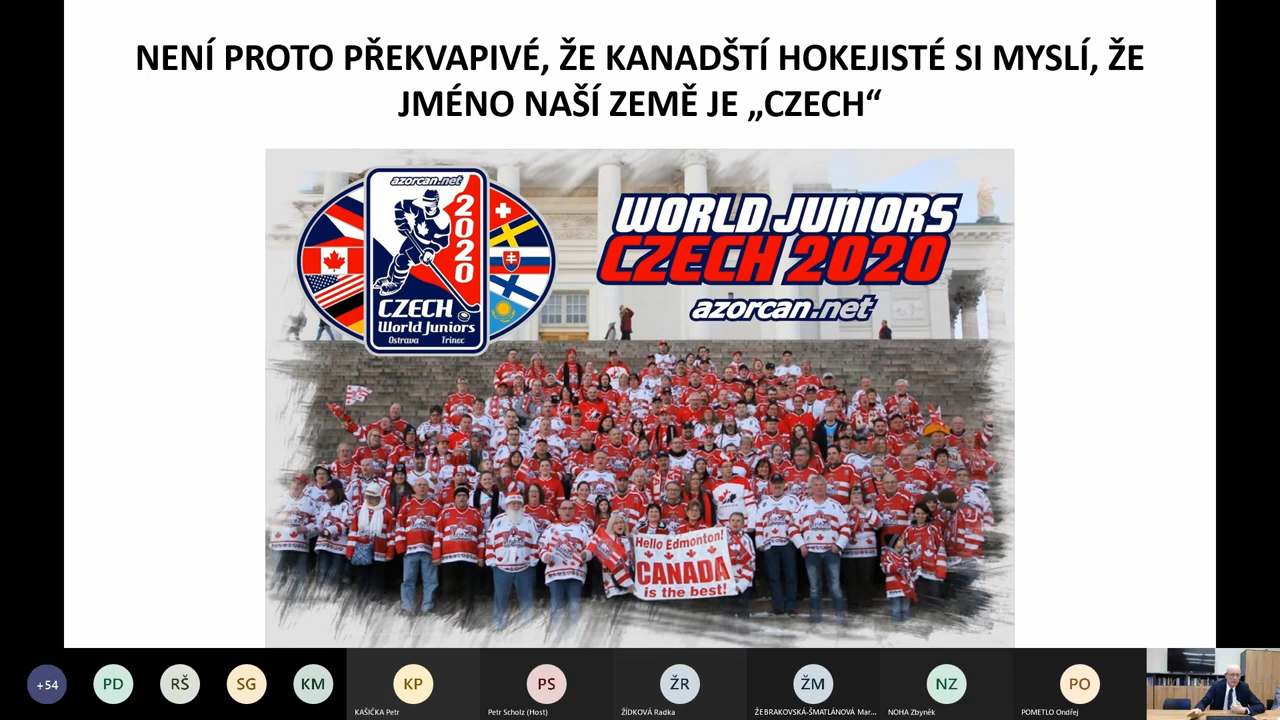 NENÍ PROTO PŘEKVAPIVÉ, ŽE KANADŠTÍ HOKEJISTÉ SI MYSLÍ, ŽE
JMÉNO NAŠÍ ZEMĚ JE „CZECH“
azorcan.net
2020
CZECH
World Juniors
Ostrava Trinec
WORLD JUNIORS
CZECH 2020
azorcan.net
Hello Edmonton!
CANADA
is the best!
+54
PD
RŠ
SG
KM
KP
KAŠIČKA Petr
PS
Petr Scholz (Host)
ŽR
ŽÍDKOVÁ Radka
ŽM
ŽEBRAKOVSKÁ-ŠMATLÁNOVÁ Mar...
NZ
NOHA Zbyněk
PO
POMETLO Ondřej